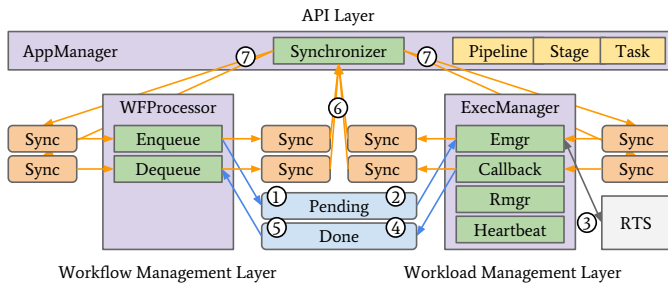 API Layer
AppManager
Synchronizer
Pipeline
Stage
Task
7
7
WFProcessor
6
ExecManager
Sync
Enqueue
Sync
Sync
Emgr
Sync
Sync
Dequeue
Sync
Sync
Callback
Sync
1
Pending
2
Rmgr
5
Done
4
Heartbeat
3
RTS
Workflow Management Layer
Workload Management Layer